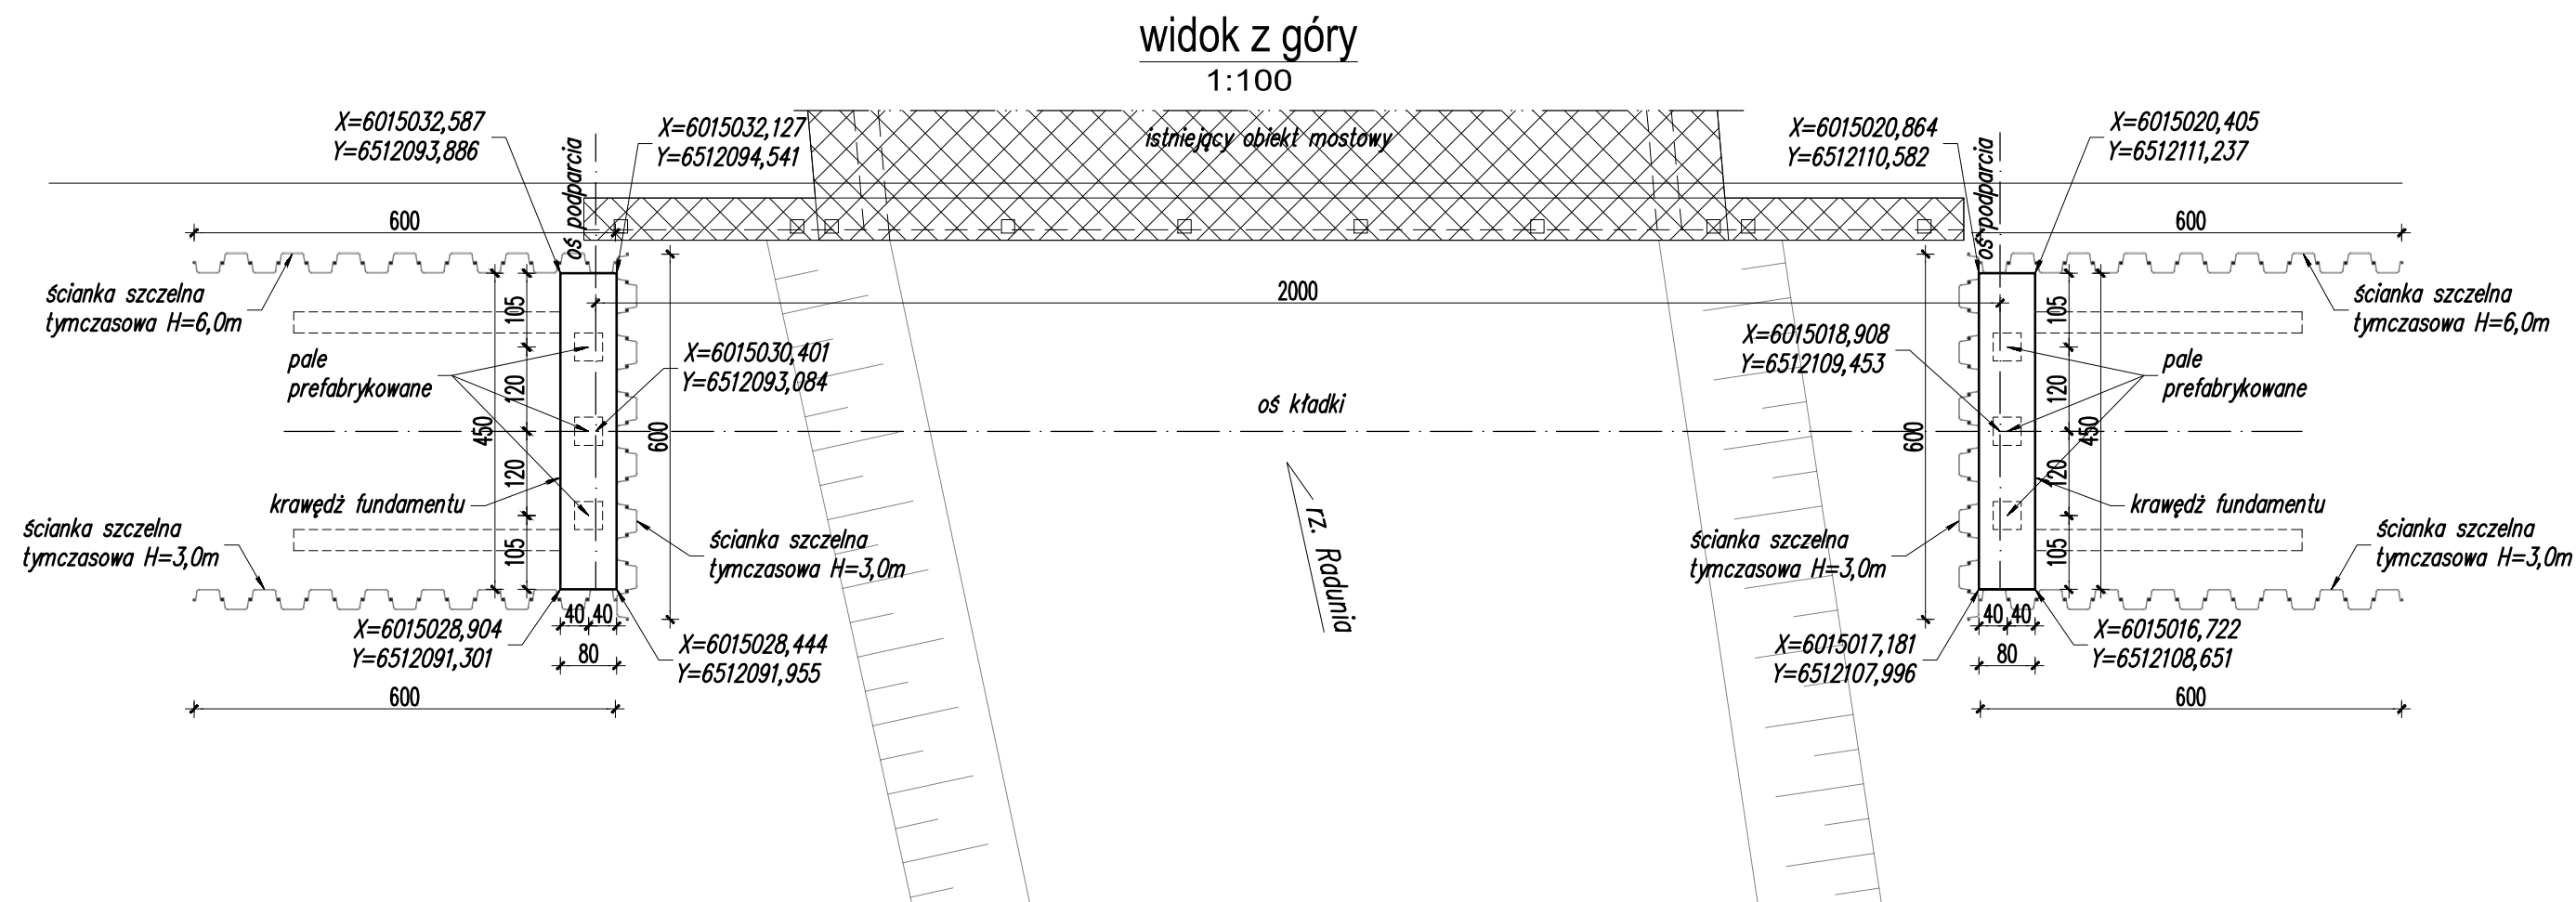 widok z góry
1:100
X=6015032,587
Y=6512093,886
X=6015032,127
Y=6512094,541
istniejący obiekt mostowy
X=6015020,864
Y=6512110,582
X=6015020,405
Y=6512111,237
oś podparcia
oś podparcia
600
600
ścianka szczelna
tymczasowa H=6,0m
105
2000
105
ścianka szczelna
tymczasowa H=6,0m
pale
prefabrykowane
X=6015030,401
Y=6512093,084
X=6015018,908
Y=6512109,453
pale
prefabrykowane
120
120
oś kładki
450
600
600
450
120
120
krawędż fundamentu
krawędż fundamentu
ścianka szczelna
tymczasowa H=3,0m
105
ścianka szczelna
tymczasowa H=3,0m
rz. Radunia
ścianka szczelna
tymczasowa H=3,0m
105
ścianka szczelna
tymczasowa H=3,0m
40 40
40 40
X=6015028,904
Y=6512091,301
80
X=6015028,444
Y=6512091,955
X=6015017,181
Y=6512107,996
80
X=6015016,722
Y=6512108,651
600
600